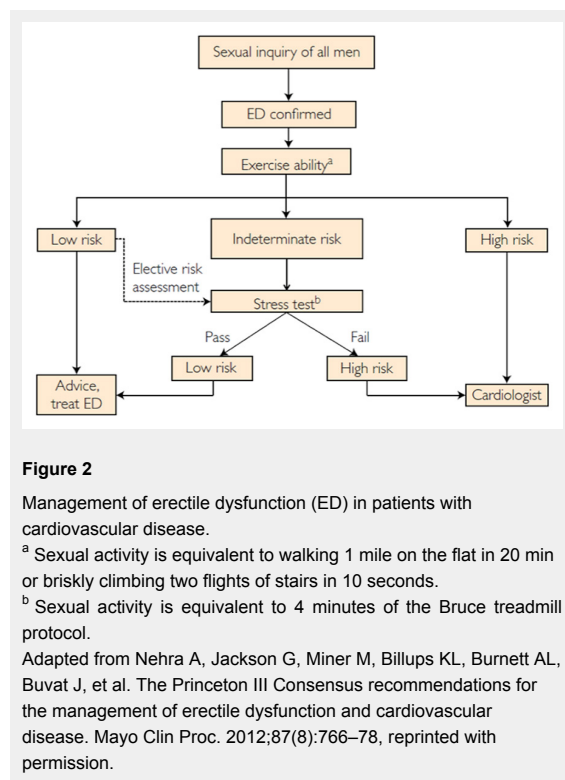 Sexual inquiry of all men
ED confirmed
Exercise abilityᵃ
Low risk
Indeterminate risk
High risk
Elective risk
assessment
Stress testᵇ
Pass
Fail
Low risk
High risk
Advice,
treat ED
Cardiologist
Figure 2
Management of erectile dysfunction (ED) in patients with
cardiovascular disease.
ᵃ Sexual activity is equivalent to walking 1 mile on the flat in 20 min
or briskly climbing two flights of stairs in 10 seconds.
ᵇ Sexual activity is equivalent to 4 minutes of the Bruce treadmill
protocol.
Adapted from Nehra A, Jackson G, Miner M, Billups KL, Burnett AL,
Buvat J, et al. The Princeton III Consensus recommendations for
the management of erectile dysfunction and cardiovascular
disease. Mayo Clin Proc. 2012;87(8):766–78, reprinted with
permission.